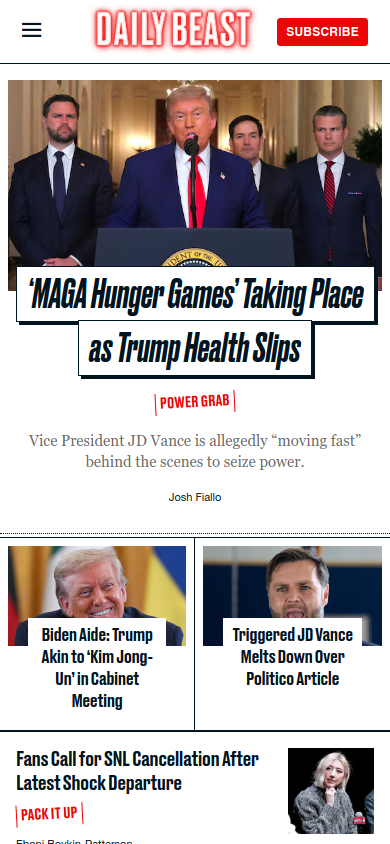 DAILY BEAST
SUBSCRIBE
‘MAGA Hunger Games’ Taking Place
as Trump Health Slips
POWER GRAB
Vice President JD Vance is allegedly “moving fast”
behind the scenes to seize power.
Josh Fiallo
Biden Aide: Trump
Akin to ‘Kim Jong-
Un’ in Cabinet
Meeting
Triggered JD Vance
Melts Down Over
Politico Article
Fans Call for SNL Cancellation After
Latest Shock Departure
PACK IT UP
Eboni Boykin-Patterson